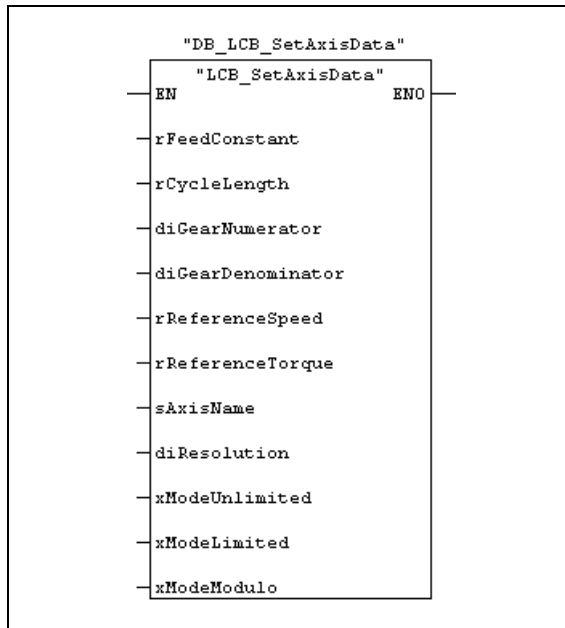 "DB_LCB_SetAxisData"
"LCB_SetAxisData"
EN ENO
rFeedConstant
rCycleLength
diGearNumerator
diGearDenominator
rReferenceSpeed
rReferenceTorque
sAxisName
diResolution
xModeUnlimited
xModeLimited
xModeModulo